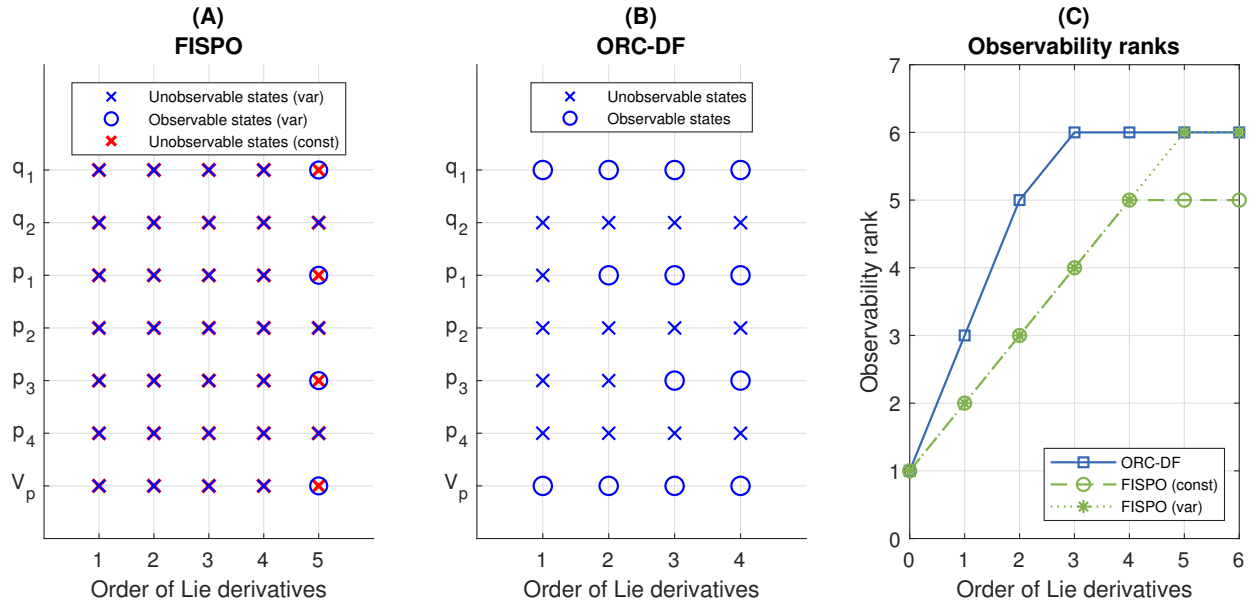 (A)
FISPO
Unobservable states (var)
Observable states (var)
Unobservable states (const)
q1
q2
p1
p2
p3
p4
Vp
1 2 3 4 5
Order of Lie derivatives
(B)
ORC-DF
Unobservable states
Observable states
q1
q2
p1
p2
p3
p4
Vp
1 2 3 4
Order of Lie derivatives
(C)
Observability ranks
Observability rank
7
6
5
4
3
2
1
0
ORC-DF
FISPO (const)
FISPO (var)
0 1 2 3 4 5 6
Order of Lie derivatives